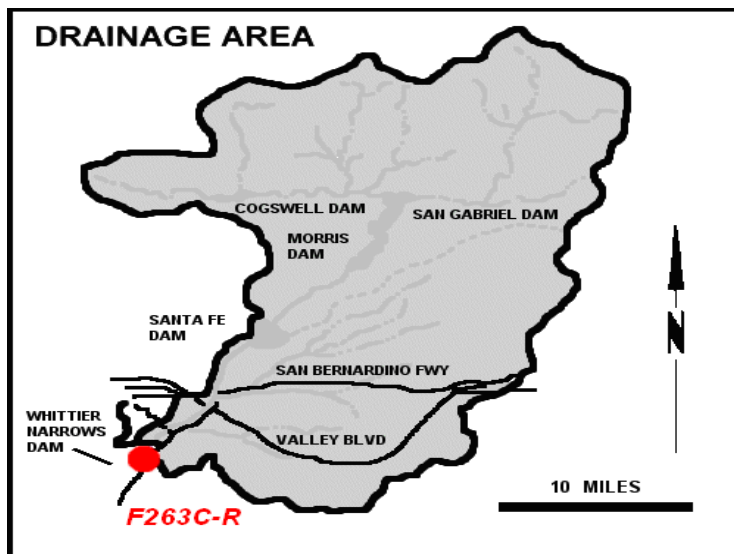 DRAINAGE AREA
COGSWELL DAM
SAN GABRIEL DAM
MORRIS
DAM
SANTA FE
DAM
SAN BERNARDINO FWY
WHITTIER
NARROWS
DAM
VALLEY BLVD
F263C-R
N
10 MILES